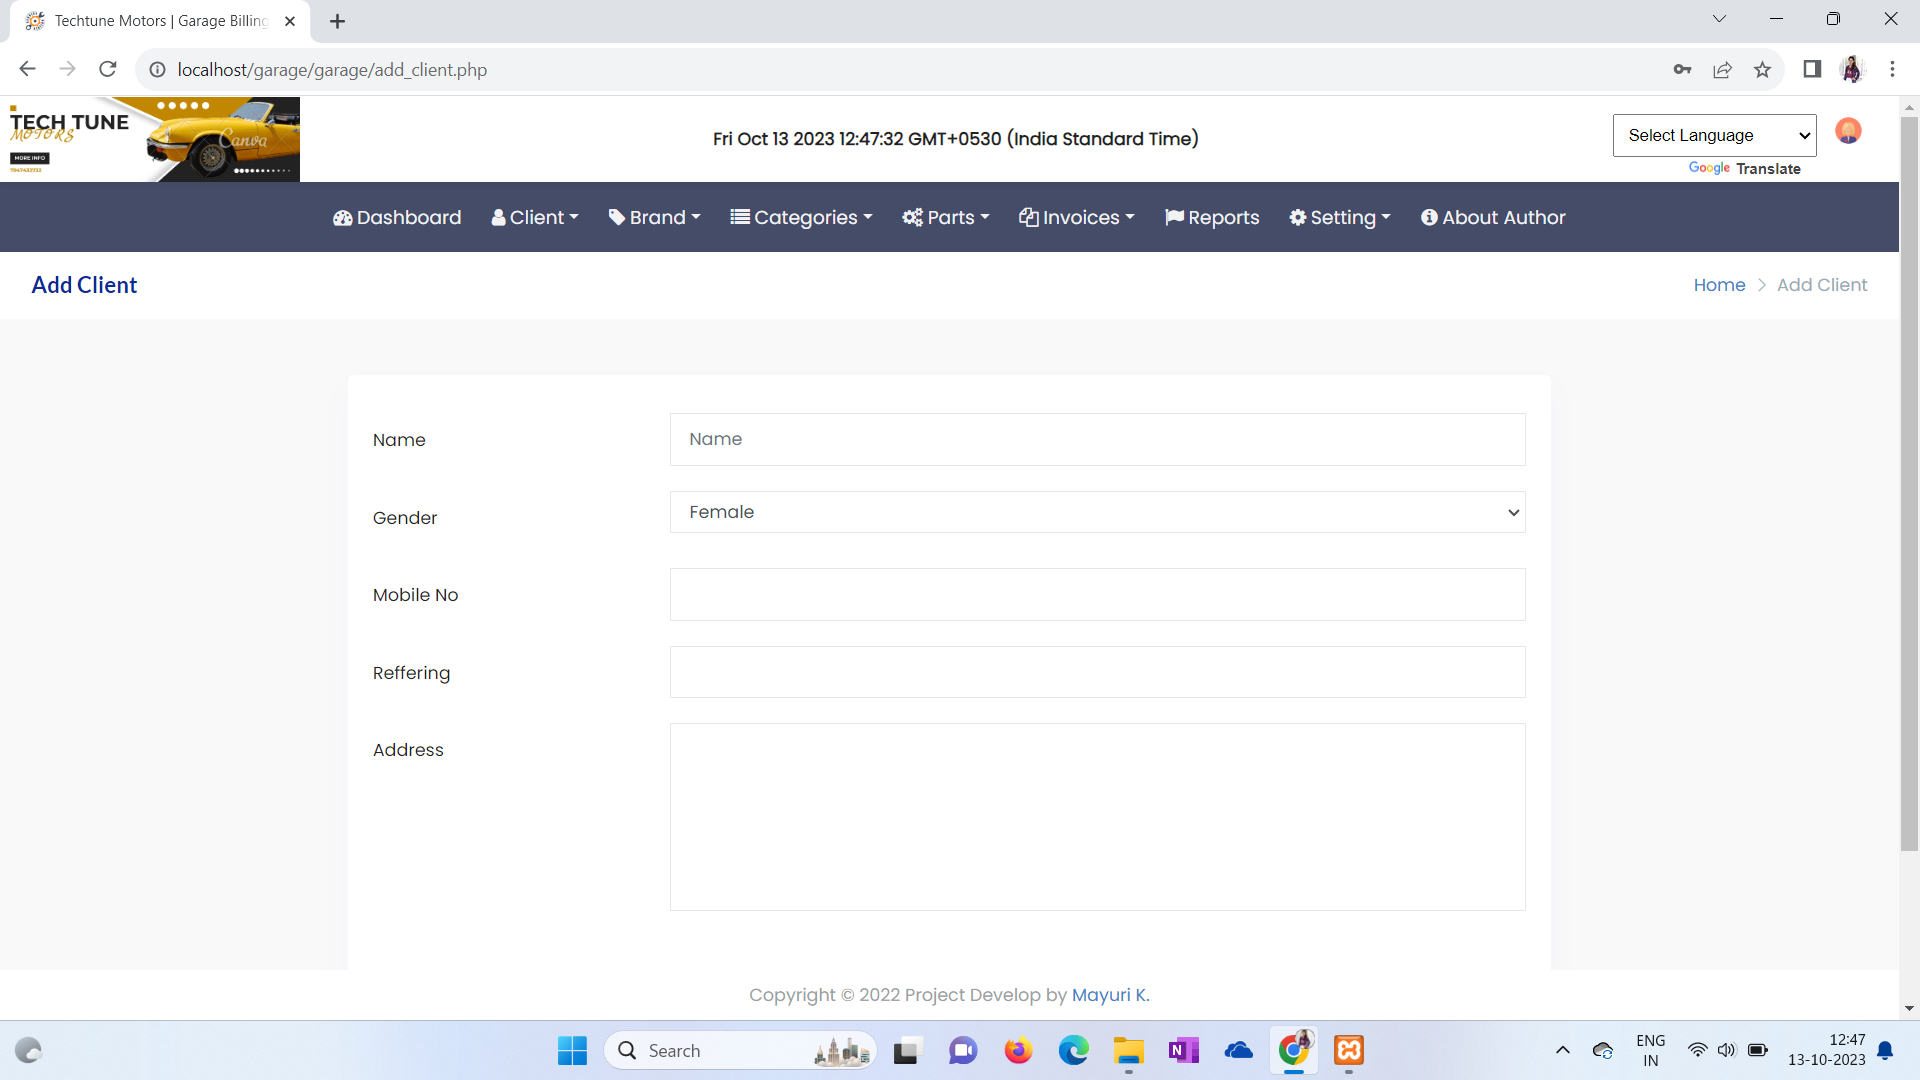 Techtune Motors | Garage Billing
localhost/garage/garage/add_client.php
TECH TUNE
MOTORS
MORE INFO
Canva
Fri Oct 13 2023 12:47:32 GMT+0530 (India Standard Time)
Select Language
Google Translate
Dashboard Client Brand Categories Parts Invoices Reports Setting About Author
Add Client
Home > Add Client
Name
Name
Gender
Female
Mobile No
Reffering
Address
Copyright © 2022 Project Develop by Mayuri K.
Search
ENG
IN
12:47
13-10-2023